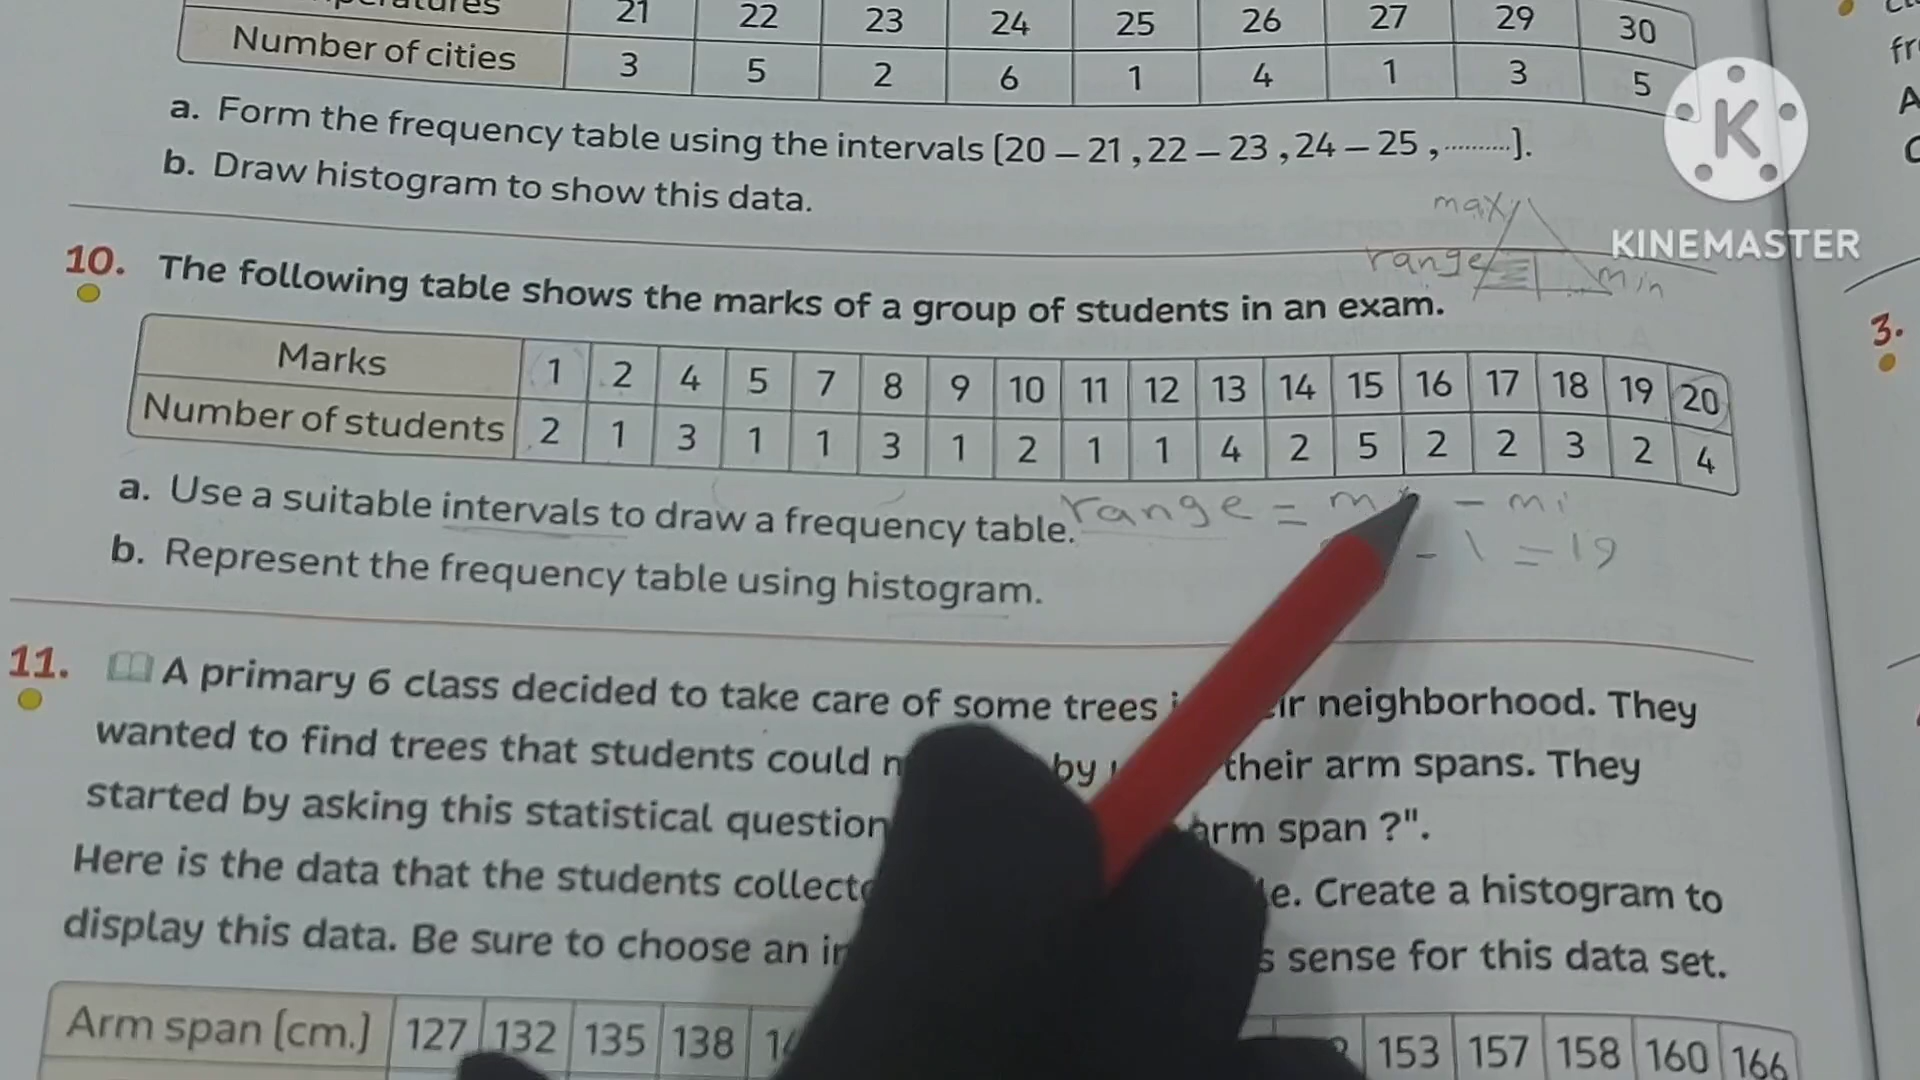 21 22 23 24 25 26 27 29 30
Number of cities 3 5 2 6 1 4 1 3 5
a. Form the frequency table using the intervals [20 – 21 , 22 – 23 , 24 – 25 , ..........].
b. Draw histogram to show this data.
max
range min
K
KINEMASTER
10. The following table shows the marks of a group of students in an exam.
Marks 1 2 4 5 7 8 9 10 11 12 13 14 15 16 17 18 19 20
Number of students 2 1 3 1 1 3 1 2 1 1 4 2 5 2 2 3 2 4
a. Use a suitable intervals to draw a frequency table.
range = – mi
– 1 = 19
b. Represent the frequency table using histogram.
11. A primary 6 class decided to take care of some trees neighborhood. They
wanted to find trees that students could by their arm spans. They
started by asking this statistical question arm span ?".
Here is the data that the students Create a histogram to
display this data. Be sure to choose an sense for this data set.
Arm span (cm.) 127 132 135 138 153 157 158 160 166
3.